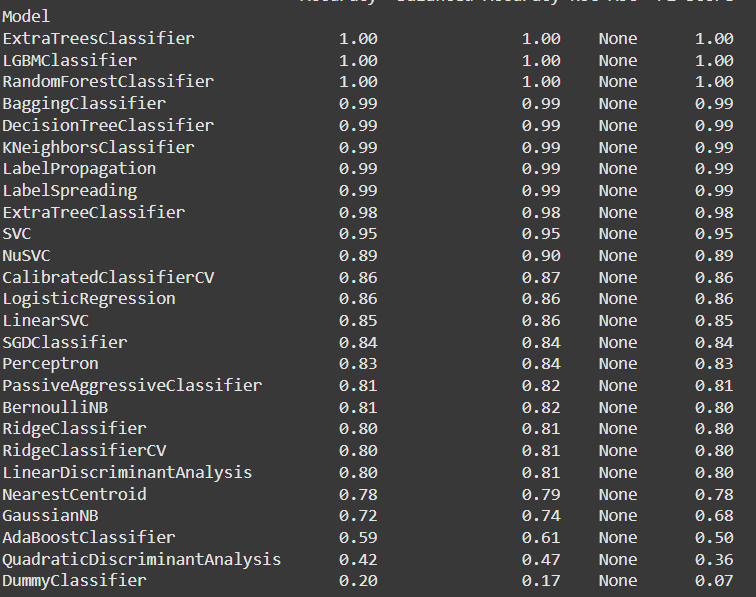 Accuracy Balanced Accuracy ROC AUC F1 Score
Model
ExtraTreesClassifier 1.00 1.00 None 1.00
LGBMClassifier 1.00 1.00 None 1.00
RandomForestClassifier 1.00 1.00 None 1.00
BaggingClassifier 0.99 0.99 None 0.99
DecisionTreeClassifier 0.99 0.99 None 0.99
KNeighborsClassifier 0.99 0.99 None 0.99
LabelPropagation 0.99 0.99 None 0.99
LabelSpreading 0.99 0.99 None 0.99
ExtraTreeClassifier 0.98 0.98 None 0.98
SVC 0.95 0.95 None 0.95
NuSVC 0.89 0.90 None 0.89
CalibratedClassifierCV 0.86 0.87 None 0.86
LogisticRegression 0.86 0.86 None 0.86
LinearSVC 0.85 0.86 None 0.85
SGDClassifier 0.84 0.84 None 0.84
Perceptron 0.83 0.84 None 0.83
PassiveAggressiveClassifier 0.81 0.82 None 0.81
BernoulliNB 0.81 0.82 None 0.80
RidgeClassifier 0.80 0.81 None 0.80
RidgeClassifierCV 0.80 0.81 None 0.80
LinearDiscriminantAnalysis 0.80 0.81 None 0.80
NearestCentroid 0.78 0.79 None 0.78
GaussianNB 0.72 0.74 None 0.68
AdaBoostClassifier 0.59 0.61 None 0.50
QuadraticDiscriminantAnalysis 0.42 0.47 None 0.36
DummyClassifier 0.20 0.17 None 0.07